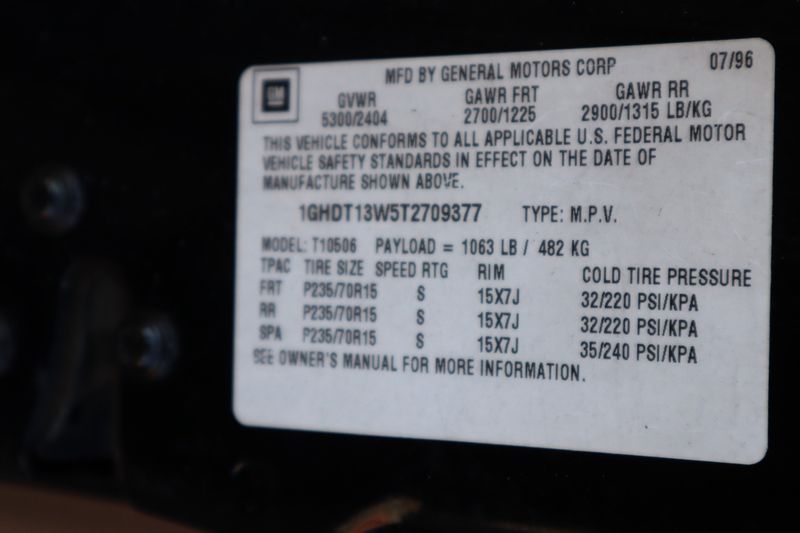 GM
MFD BY GENERAL MOTORS CORP 07/96
GVWR GAWR FRT GAWR RR
5300/2404 2700/1225 2900/1315 LB/KG
THIS VEHICLE CONFORMS TO ALL APPLICABLE U.S. FEDERAL MOTOR
VEHICLE SAFETY STANDARDS IN EFFECT ON THE DATE OF
MANUFACTURE SHOWN ABOVE.
1GHDT13W5T2709377 TYPE: M.P.V.
MODEL: T10506 PAYLOAD = 1063 LB / 482 KG
TPAC TIRE SIZE SPEED RTG RIM COLD TIRE PRESSURE
FRT P235/70R15 S 15X7J 32/220 PSI/KPA
RR P235/70R15 S 15X7J 32/220 PSI/KPA
SPA P235/70R15 S 15X7J 35/240 PSI/KPA
SEE OWNER'S MANUAL FOR MORE INFORMATION.